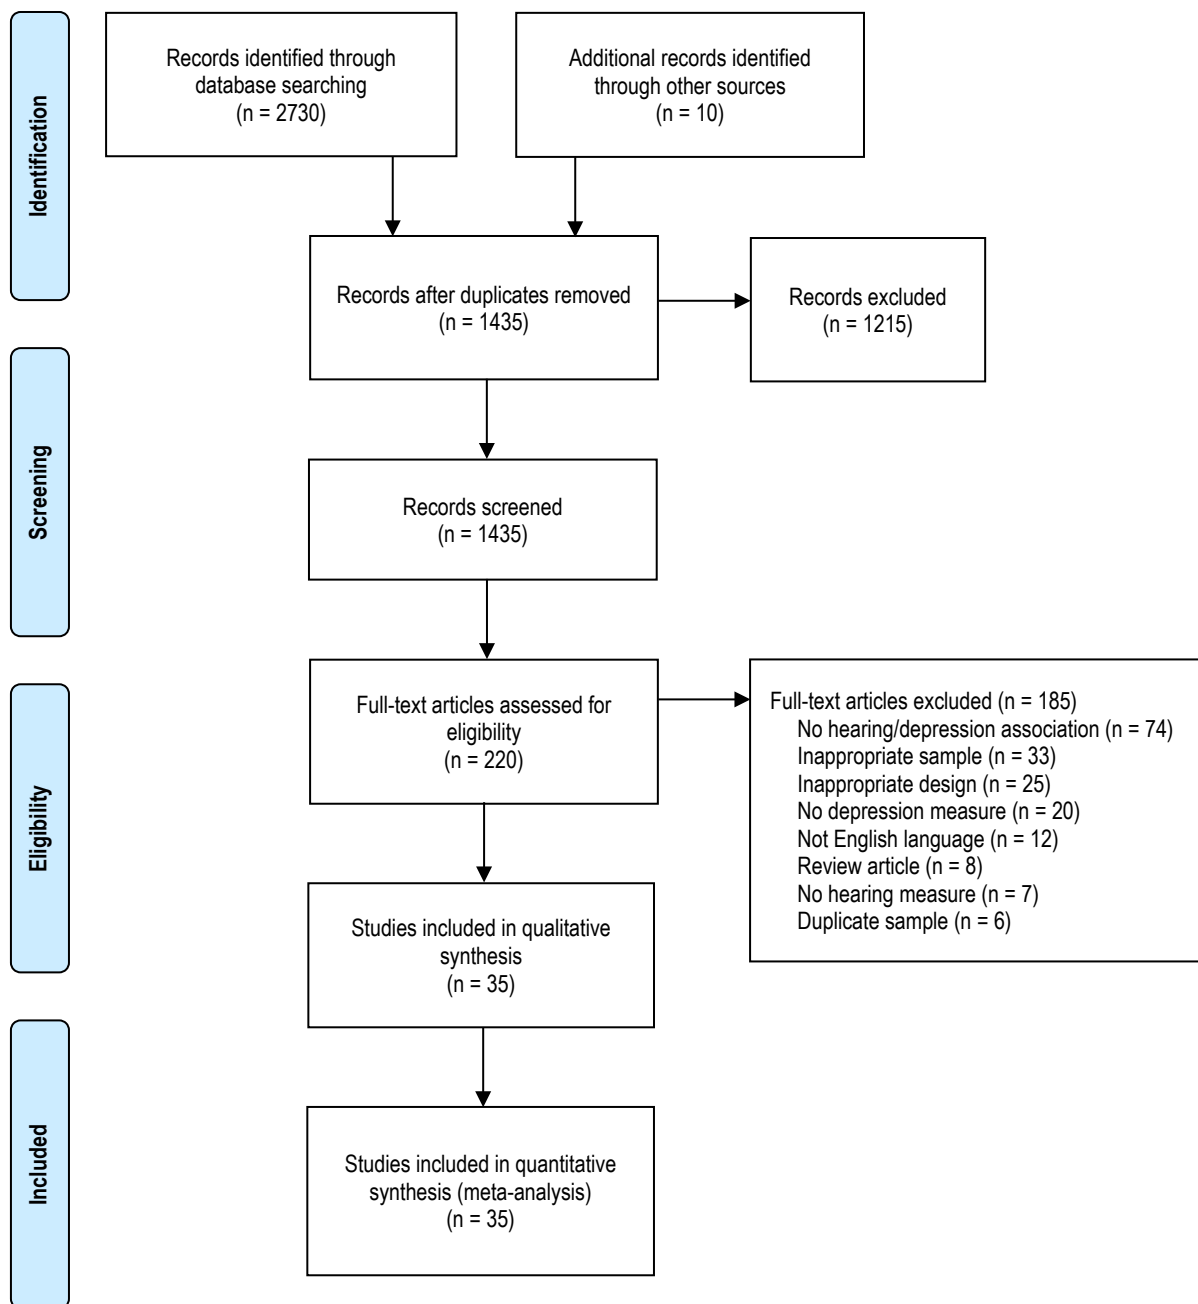 Identification
Records identified through
database searching
(n = 2730)
Additional records identified
through other sources
(n = 10)
Records after duplicates removed
(n = 1435)
Records excluded
(n = 1215)
Screening
Records screened
(n = 1435)
Eligibility
Full-text articles assessed for
eligibility
(n = 220)
Full-text articles excluded (n = 185)
No hearing/depression association (n = 74)
Inappropriate sample (n = 33)
Inappropriate design (n = 25)
No depression measure (n = 20)
Not English language (n = 12)
Review article (n = 8)
No hearing measure (n = 7)
Duplicate sample (n = 6)
Studies included in qualitative
synthesis
(n = 35)
Included
Studies included in quantitative
synthesis (meta-analysis)
(n = 35)